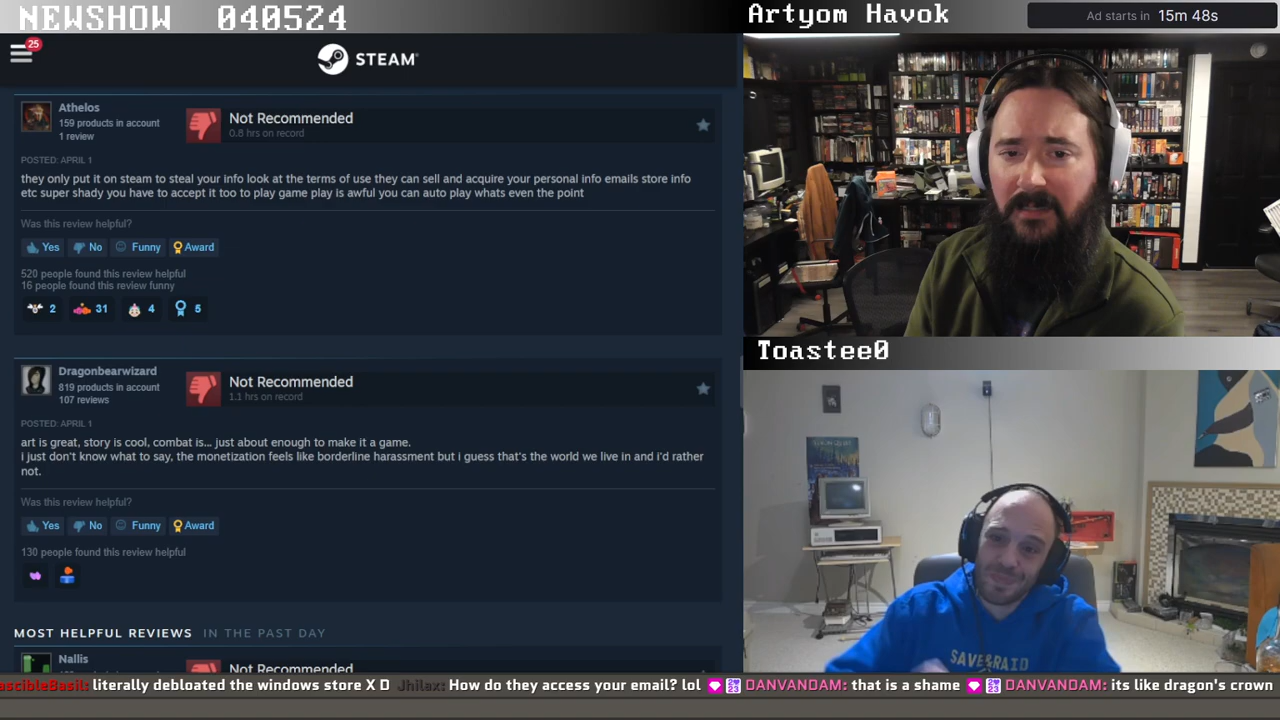 NEWSHOW 040524
Artyom Havok
Ad starts in 15m 48s
25
STEAM
Athelos
159 products in account
1 review
Not Recommended
0.8 hrs on record
POSTED: APRIL 1
they only put it on steam to steal your info look at the terms of use they can sell and acquire your personal info emails store info
etc super shady you have to accept it too to play game play is awful you can auto play whats even the point
Was this review helpful?
Yes No Funny Award
520 people found this review helpful
16 people found this review funny
2 31 4 5
Toastee0
Dragonbearwizard
819 products in account
107 reviews
Not Recommended
1.1 hrs on record
POSTED: APRIL 1
art is great, story is cool, combat is... just about enough to make it a game.
i just don't know what to say, the monetization feels like borderline harassment but i guess that's the world we live in and i'd rather
not.
Was this review helpful?
Yes No Funny Award
130 people found this review helpful
MOST HELPFUL REVIEWS IN THE PAST DAY
Nallis
Not Recommended
SAVE&RAID
ascibleBasil: literally debloated the windows store X D Jhilax: How do they access your email? lol DANVANDAM: that is a shame DANVANDAM: its like dragon's crown